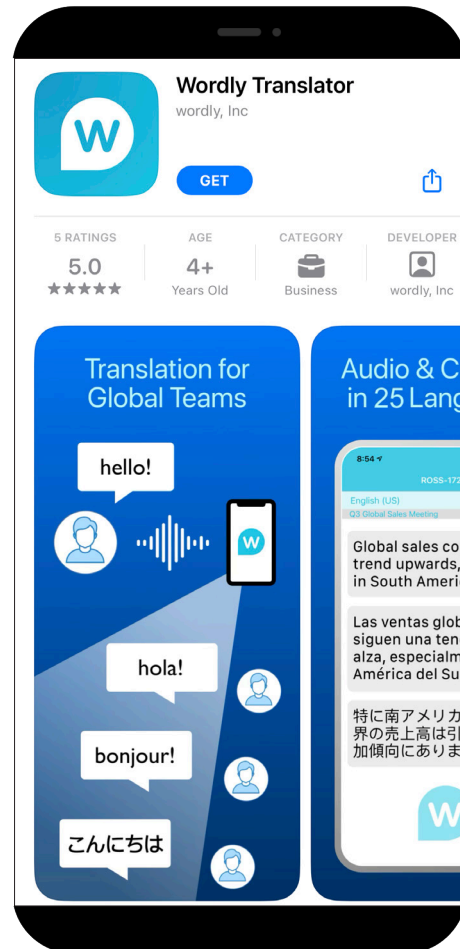 Wordly Translator
wordly, Inc
W
GET
5 RATINGS
5.0
★★★★★
AGE
4+
Years Old
CATEGORY
Business
DEVELOPER
wordly, Inc
Translation for
Global Teams
hello!
W
hola!
bonjour!
こんにちは
Audio & C
in 25 Lang
8:54
ROSS-172
English (US)
Q3 Global Sales Meeting
Global sales co
trend upwards,
in South Ameri
Las ventas glob
siguen una ten
alza, especialm
América del Su
特に南アメリカ
界の売上高は引
加傾向にありま
W